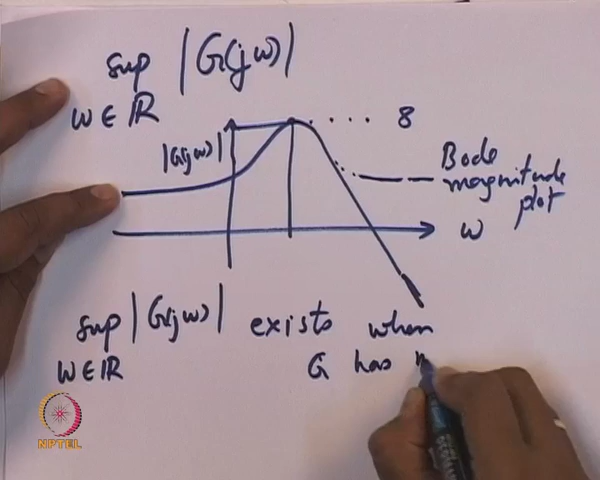 sup |G(jω)|
ω∈ℝ
|G(jω)|
.... 8
Bode
magnitude
plot
ω
sup |G(jω)| exists when
ω∈ℝ G has n
NPTEL